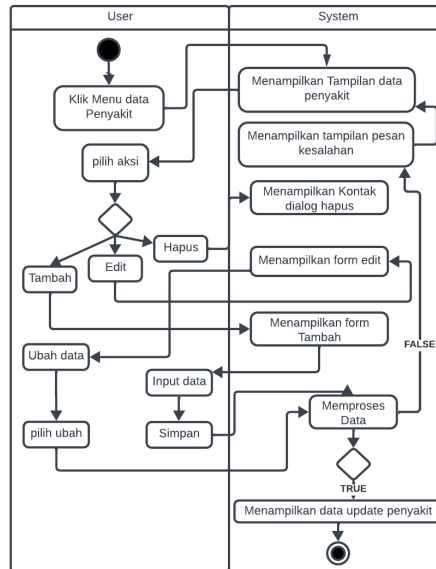 User
System
Klik Menu data
Penyakit
Menampilkan Tampilan data
penyakit
Menampilkan tampilan pesan
kesalahan
pilih aksi
Menampilkan Kontak
dialog hapus
Hapus
Edit
Tambah
Menampilkan form edit
Menampilkan form
Tambah
FALSE
Ubah data
Input data
Memproses
Data
pilih ubah
Simpan
TRUE
Menampilkan data update penyakit